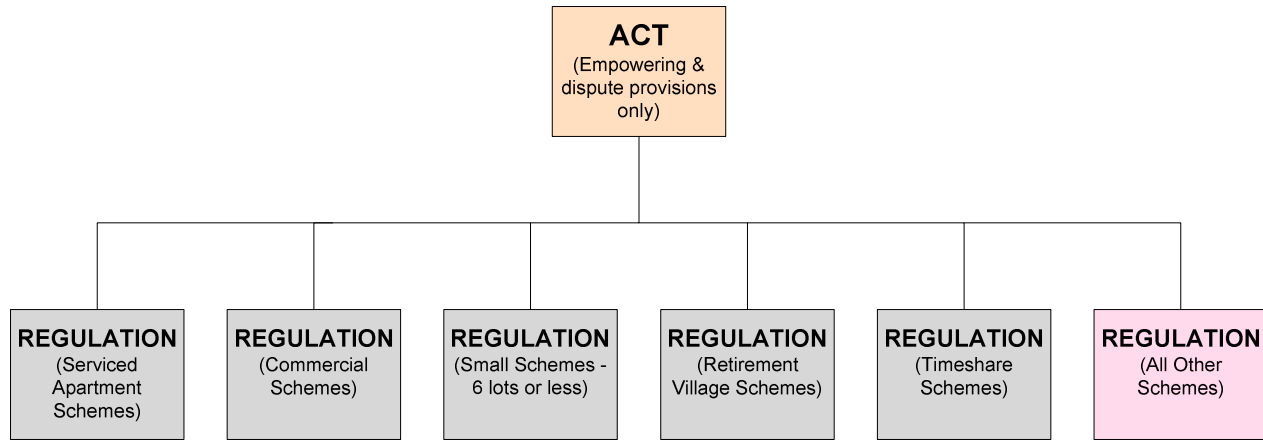 ACT
(Empowering &
dispute provisions
only)
REGULATION
(Serviced
Apartment
Schemes)
REGULATION
(Commercial
Schemes)
REGULATION
(Small Schemes -
6 lots or less)
REGULATION
(Retirement
Village Schemes)
REGULATION
(Timeshare
Schemes)
REGULATION
(All Other
Schemes)